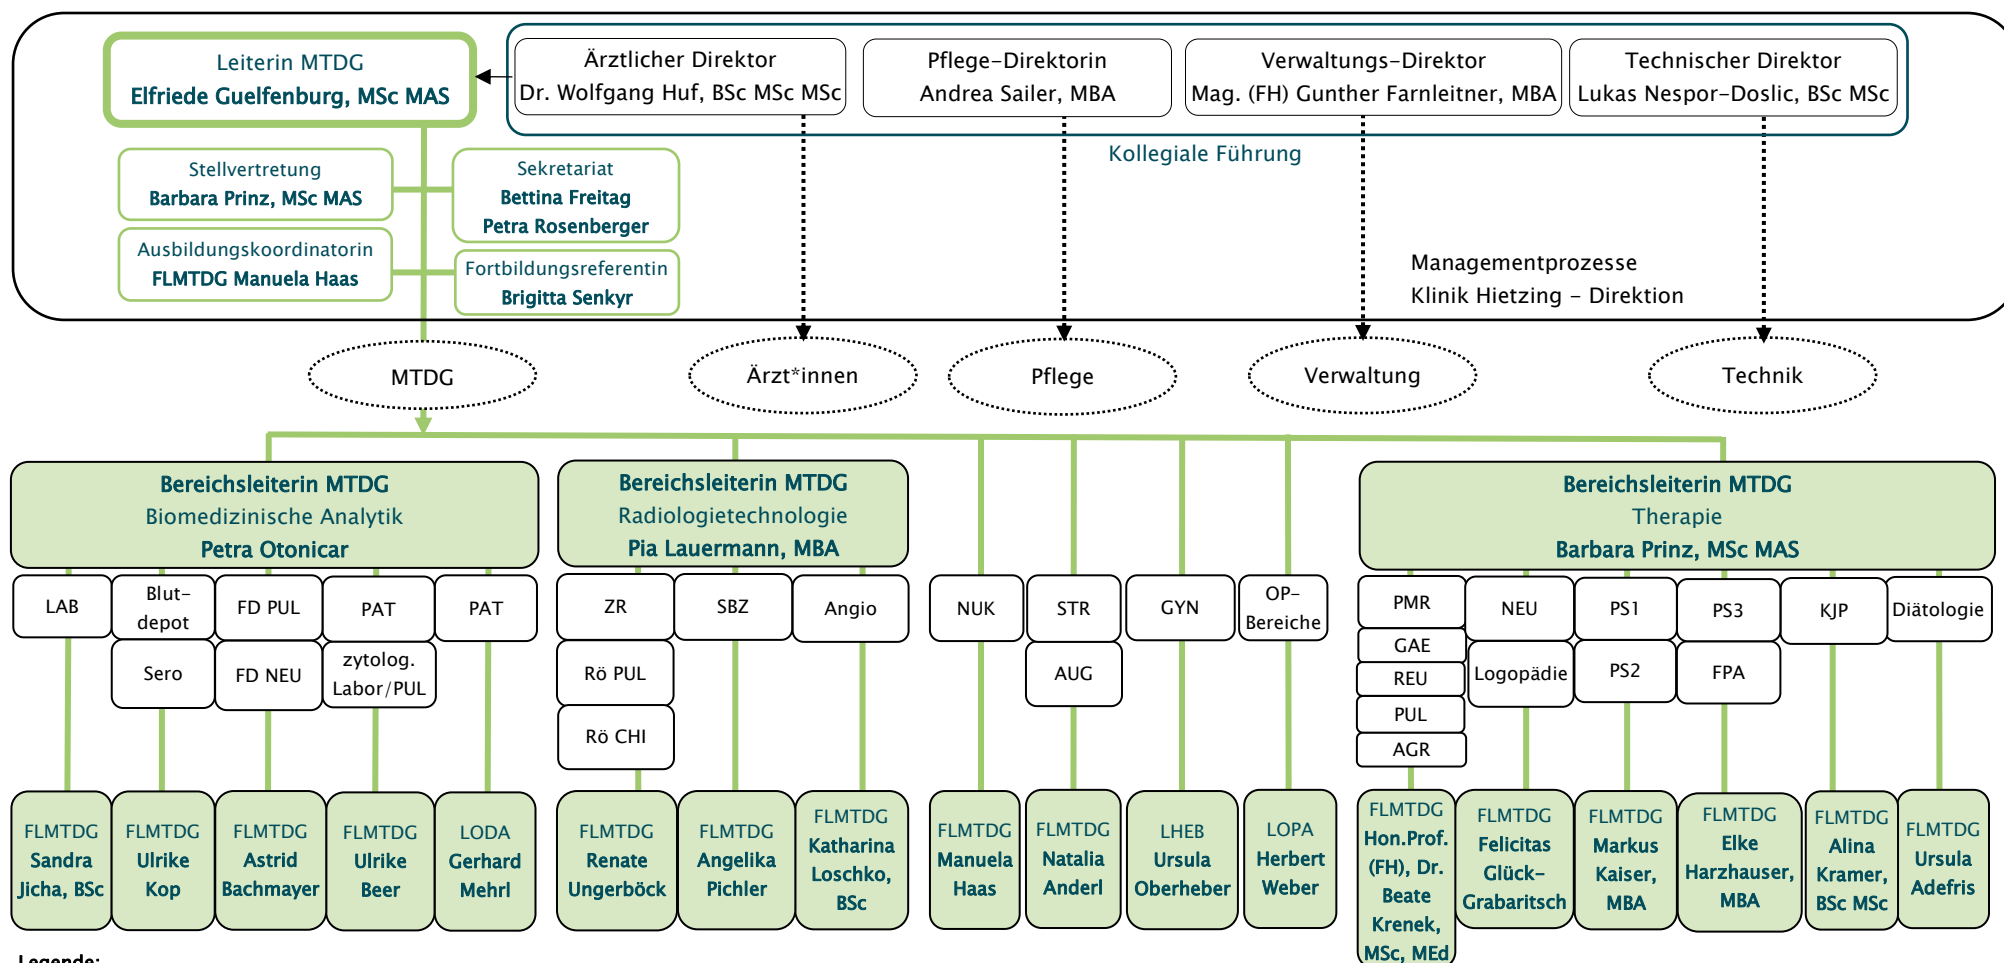 Leiterin MTDG
Elfriede Guelfenburg, MSc MAS
Ärztlicher Direktor
Dr. Wolfgang Huf, BSc MSc MSc
Pflege-Direktorin
Andrea Sailer, MBA
Verwaltungs-Direktor
Mag. (FH) Gunther Farnleitner, MBA
Technischer Direktor
Lukas Nespor-Doslic, BSc MSc
Kollegiale Führung
Stellvertretung
Barbara Prinz, MSc MAS
Sekretariat
Bettina Freitag
Petra Rosenberger
Ausbildungskoordinatorin
FLMTDG Manuela Haas
Fortbildungsreferentin
Brigitta Senkyr
Managementprozesse
Klinik Hietzing - Direktion
MTDG
Ärzt*innen
Pflege
Verwaltung
Technik
Bereichsleiterin MTDG
Biomedizinische Analytik
Petra Otonicar
Bereichsleiterin MTDG
Radiologietechnologie
Pia Lauermann, MBA
Bereichsleiterin MTDG
Therapie
Barbara Prinz, MSc MAS
LAB
Blut-
depot
Sero
FD PUL
FD NEU
PAT
zytolog.
Labor/PUL
PAT
ZR
Rö PUL
Rö CHI
SBZ
Angio
NUK
STR
AUG
GYN
OP-
Bereiche
PMR
GAE
REU
PUL
AGR
NEU
Logopädie
PS1
PS2
PS3
FPA
KJP
Diätologie
FLMTDG
Sandra
Jicha, BSc
FLMTDG
Ulrike
Kop
FLMTDG
Astrid
Bachmayer
FLMTDG
Ulrike
Beer
LODA
Gerhard
Mehrl
FLMTDG
Renate
Ungerböck
FLMTDG
Angelika
Pichler
FLMTDG
Katharina
Loschko,
BSc
FLMTDG
Manuela
Haas
FLMTDG
Natalia
Anderl
LHEB
Ursula
Oberheber
LOPA
Herbert
Weber
FLMTDG
Hon.Prof.
(FH), Dr.
Beate
Krenek,
MSc, MEd
FLMTDG
Felicitas
Glück-
Grabaritsch
FLMTDG
Markus
Kaiser,
MBA
FLMTDG
Elke
Harzhauser,
MBA
FLMTDG
Alina
Kramer,
BSc MSc
FLMTDG
Ursula
Adefris
Legende: